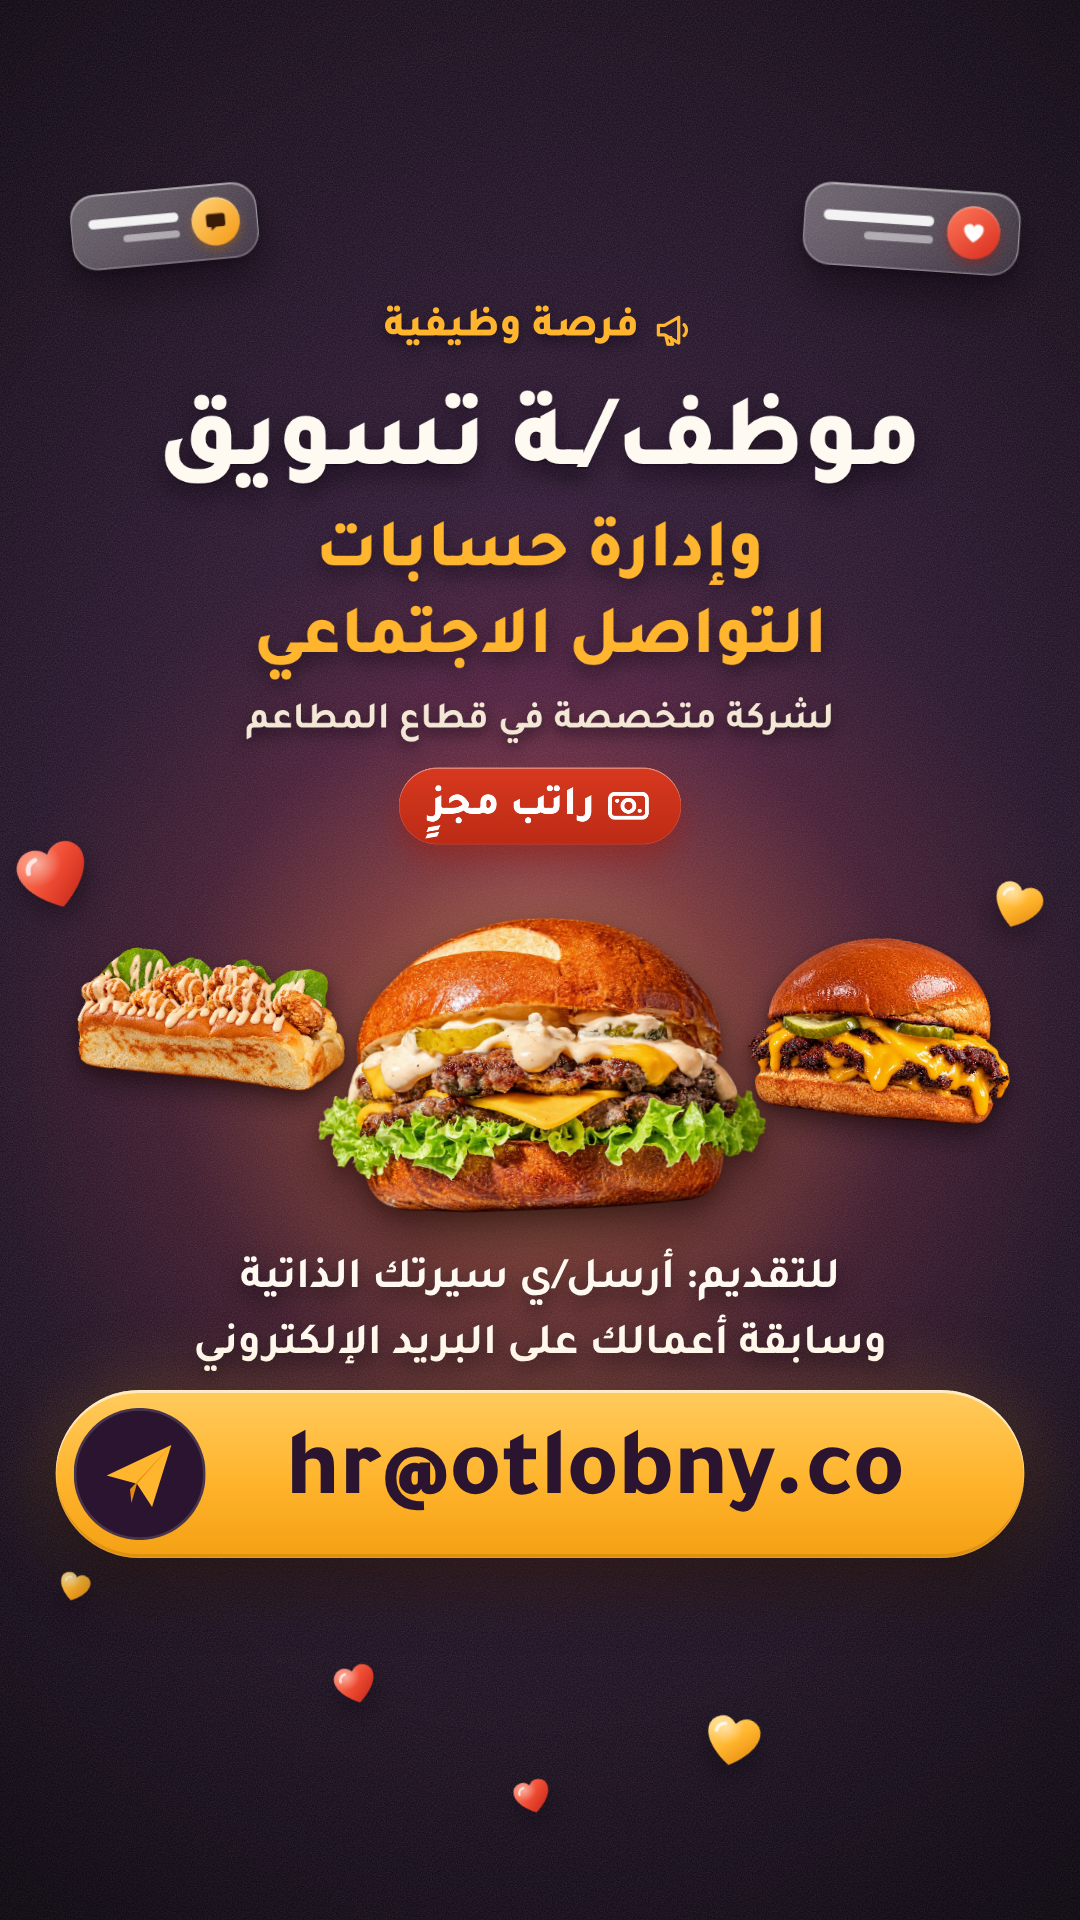 فرصة وظيفية
موظف/ة تسويق
وإدارة حسابات
التواصل الاجتماعي
لشركة متخصصة في قطاع المطاعم
راتب مجزٍ
للتقديم: أرسل/ي سيرتك الذاتية
وسابقة أعمالك على البريد الإلكتروني
hr@otlobny.co